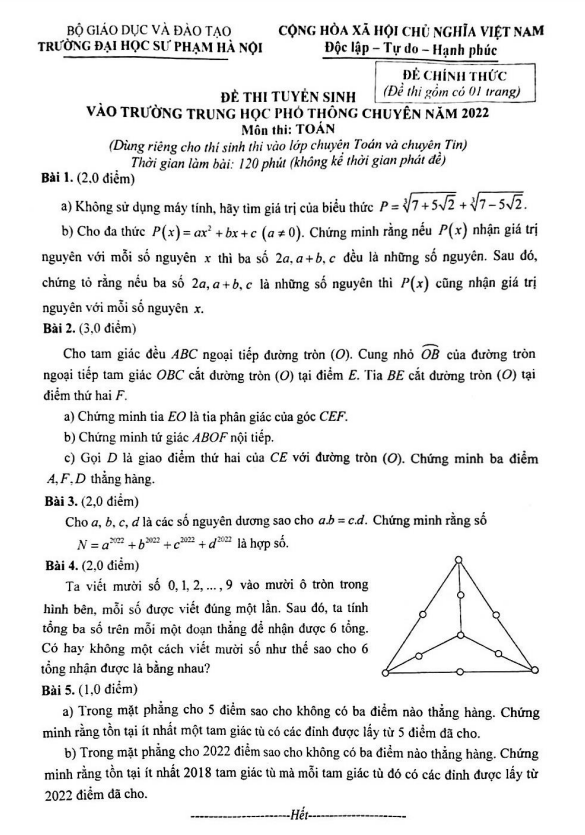 BỘ GIÁO DỤC VÀ ĐÀO TẠO
TRƯỜNG ĐẠI HỌC SƯ PHẠM HÀ NỘI
CỘNG HÒA XÃ HỘI CHỦ NGHĨA VIỆT NAM
Độc lập – Tự do – Hạnh phúc
ĐỀ CHÍNH THỨC
(Đề thi gồm có 01 trang)
ĐỀ THI TUYỂN SINH
VÀO TRƯỜNG TRUNG HỌC PHỔ THÔNG CHUYÊN NĂM 2022
Môn thi: TOÁN
(Dùng riêng cho thí sinh thi vào lớp chuyên Toán và chuyên Tin)
Thời gian làm bài: 120 phút (không kể thời gian phát đề)
Bài 1. (2,0 điểm)
a) Không sử dụng máy tính, hãy tìm giá trị của biểu thức P = ∛(7+5√2) + ∛(7−5√2).
b) Cho đa thức P(x) = ax² + bx + c (a ≠ 0). Chứng minh rằng nếu P(x) nhận giá trị
nguyên với mỗi số nguyên x thì ba số 2a, a+b, c đều là những số nguyên. Sau đó,
chứng tỏ rằng nếu ba số 2a, a+b, c là những số nguyên thì P(x) cũng nhận giá trị
nguyên với mỗi số nguyên x.
Bài 2. (3,0 điểm)
Cho tam giác đều ABC ngoại tiếp đường tròn (O). Cung nhỏ OB của đường tròn
ngoại tiếp tam giác OBC cắt đường tròn (O) tại điểm E. Tia BE cắt đường tròn (O) tại
điểm thứ hai F.
a) Chứng minh tia EO là tia phân giác của góc CEF.
b) Chứng minh tứ giác ABOF nội tiếp.
c) Gọi D là giao điểm thứ hai của CE với đường tròn (O). Chứng minh ba điểm
A, F, D thẳng hàng.
Bài 3. (2,0 điểm)
Cho a, b, c, d là các số nguyên dương sao cho a.b = c.d. Chứng minh rằng số
N = a²⁰²² + b²⁰²² + c²⁰²² + d²⁰²² là hợp số.
Bài 4. (2,0 điểm)
Ta viết mười số 0, 1, 2, ... , 9 vào mười ô tròn trong
hình bên, mỗi số được viết đúng một lần. Sau đó, ta tính
tổng ba số trên mỗi một đoạn thẳng để nhận được 6 tổng.
Có hay không một cách viết mười số như thế sao cho 6
tổng nhận được là bằng nhau?
Bài 5. (1,0 điểm)
a) Trong mặt phẳng cho 5 điểm sao cho không có ba điểm nào thẳng hàng. Chứng
minh rằng tồn tại ít nhất một tam giác tù có các đỉnh được lấy từ 5 điểm đã cho.
b) Trong mặt phẳng cho 2022 điểm sao cho không có ba điểm nào thẳng hàng. Chứng
minh rằng tồn tại ít nhất 2018 tam giác tù mà mỗi tam giác tù đó có các đỉnh được lấy từ
2022 điểm đã cho.
-----------------------Hết-----------------------